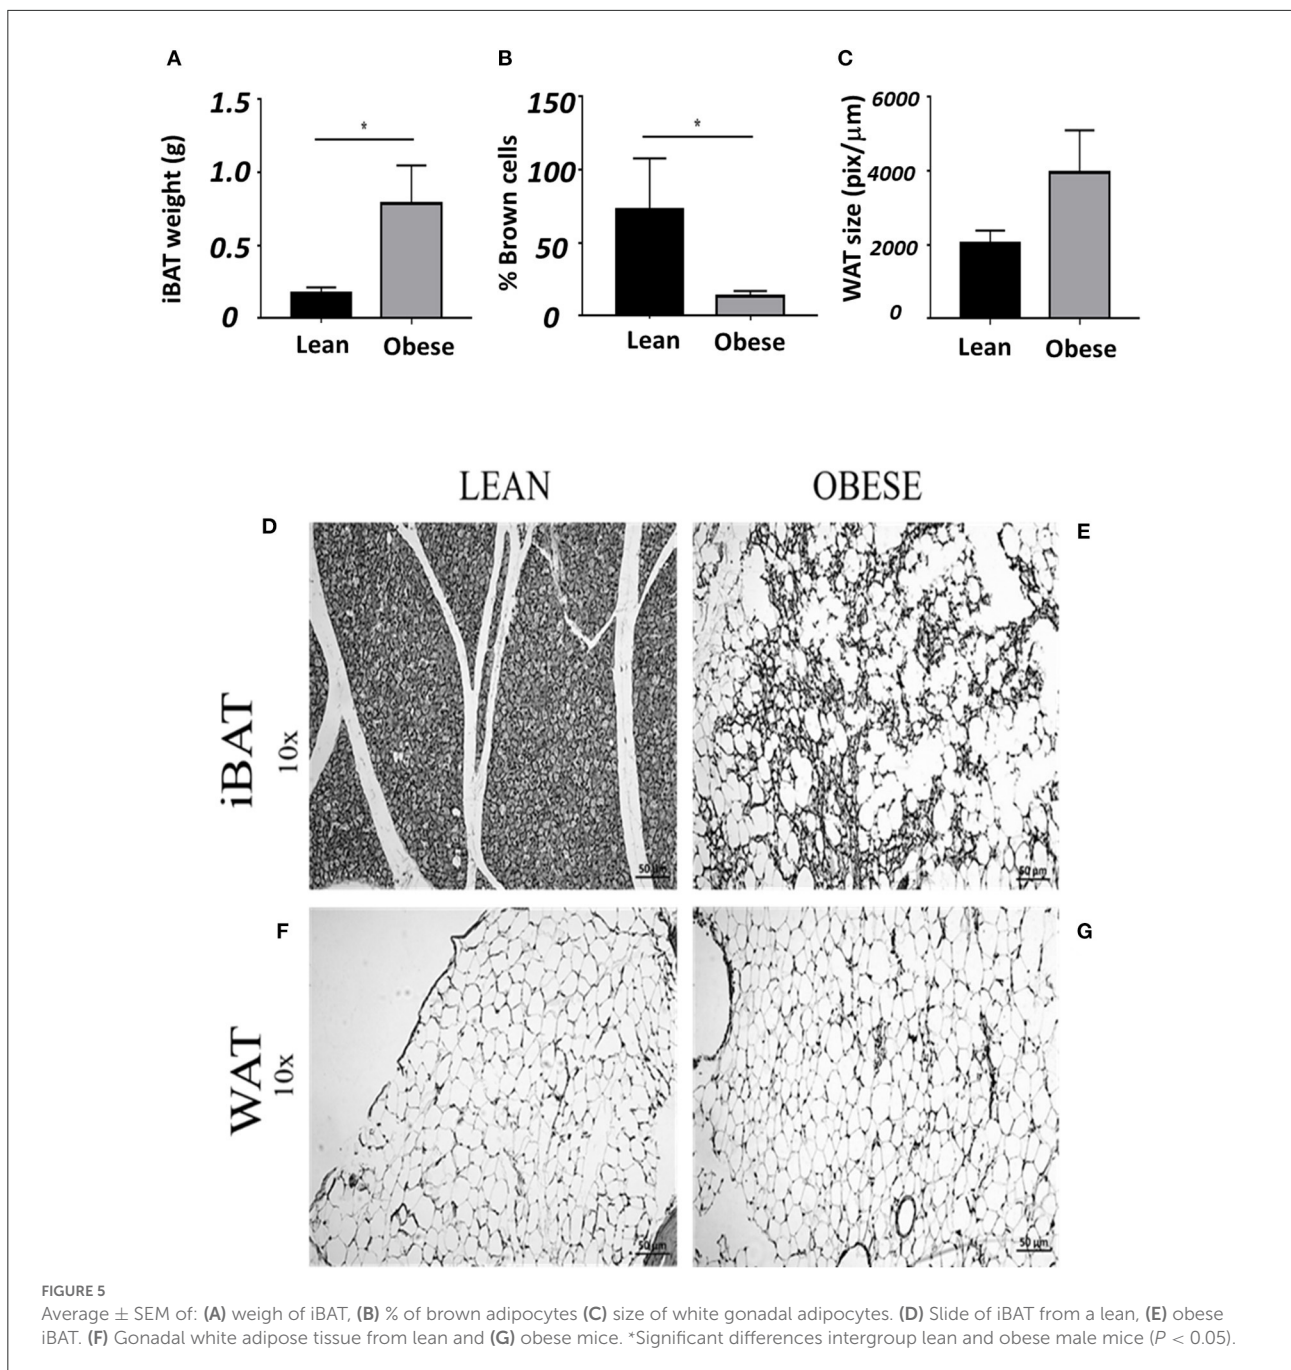 A
iBAT weight (g)
1.5
1.0
0.5
0
*
Lean
Obese
B
% Brown cells
150
100
50
0
*
Lean
Obese
C
WAT size (pix/μm)
6000
4000
2000
0
Lean
Obese
LEAN
OBESE
D
E
iBAT
10x
50 μm
50 μm
F
G
WAT
10x
50 μm
50 μm
FIGURE 5
Average ± SEM of: (A) weigh of iBAT, (B) % of brown adipocytes (C) size of white gonadal adipocytes. (D) Slide of iBAT from a lean, (E) obese
iBAT. (F) Gonadal white adipose tissue from lean and (G) obese mice. *Significant differences intergroup lean and obese male mice (P < 0.05).